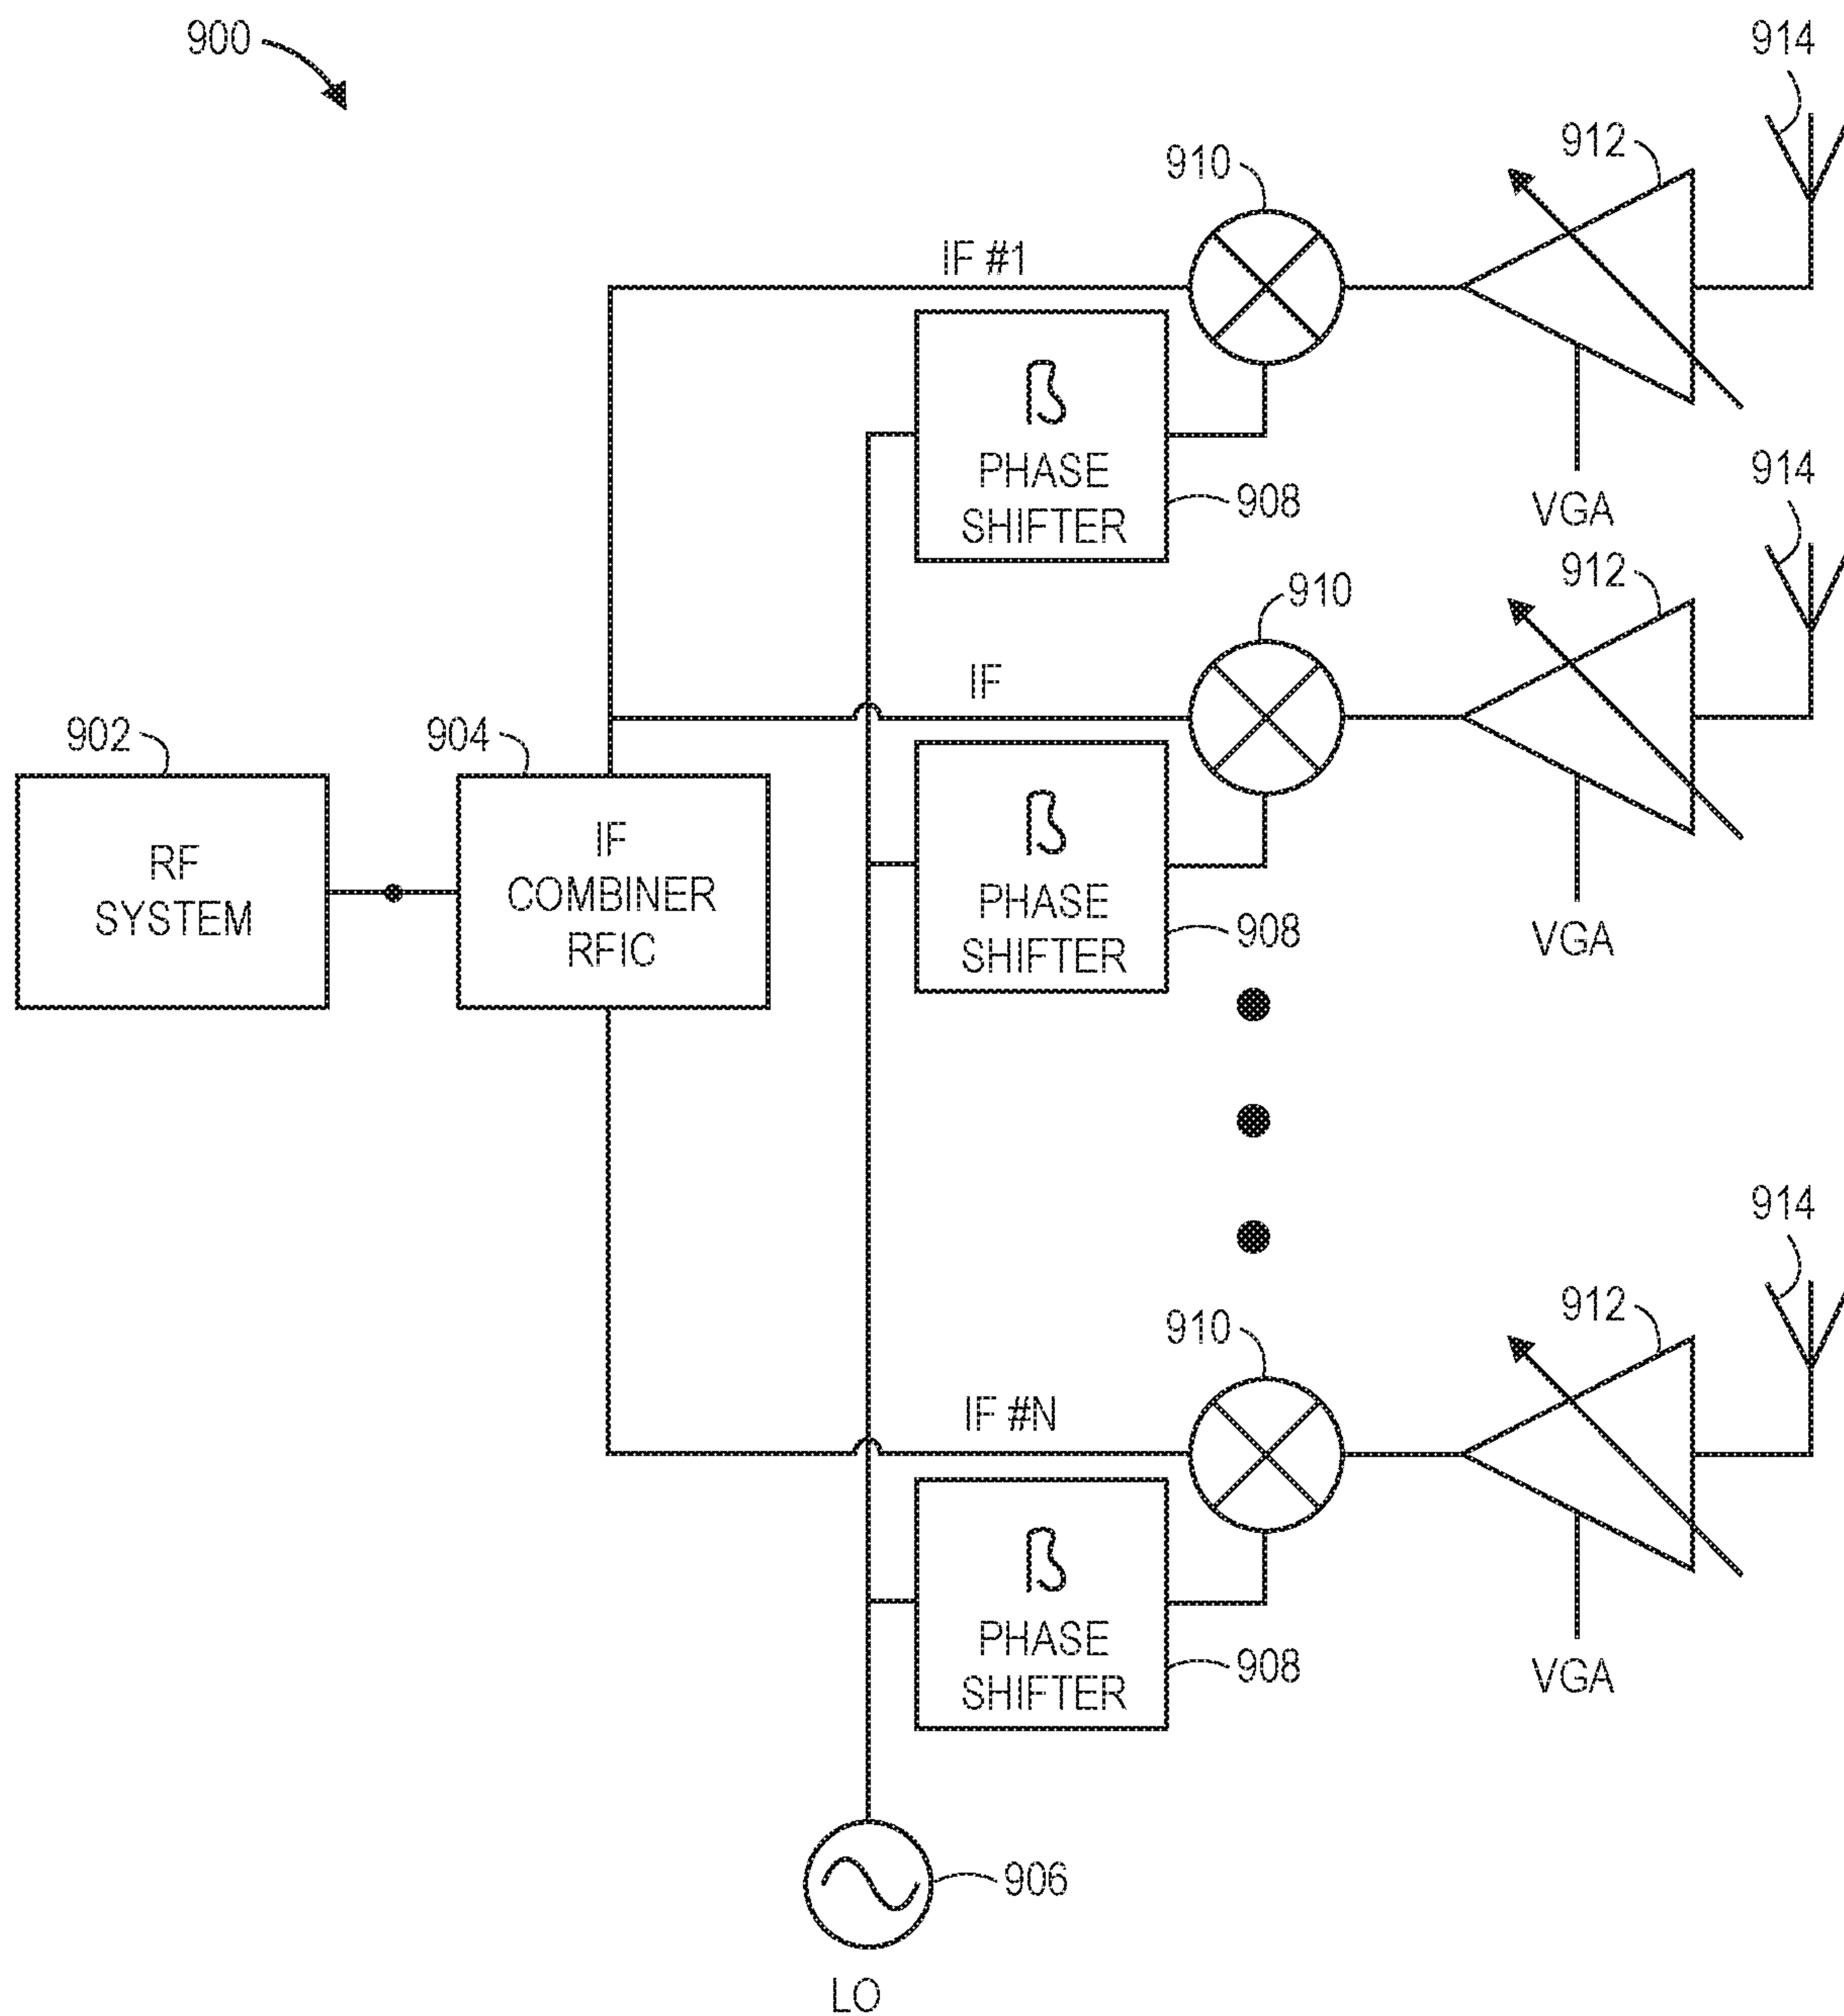 900
914
912
910
IF #1
β
PHASE
SHIFTER
908
VGA
914
912
910
IF
902
904
RF
SYSTEM
IF
COMBINER
RFIC
β
PHASE
SHIFTER
908
VGA
914
912
910
IF #N
β
PHASE
SHIFTER
908
VGA
906
LO